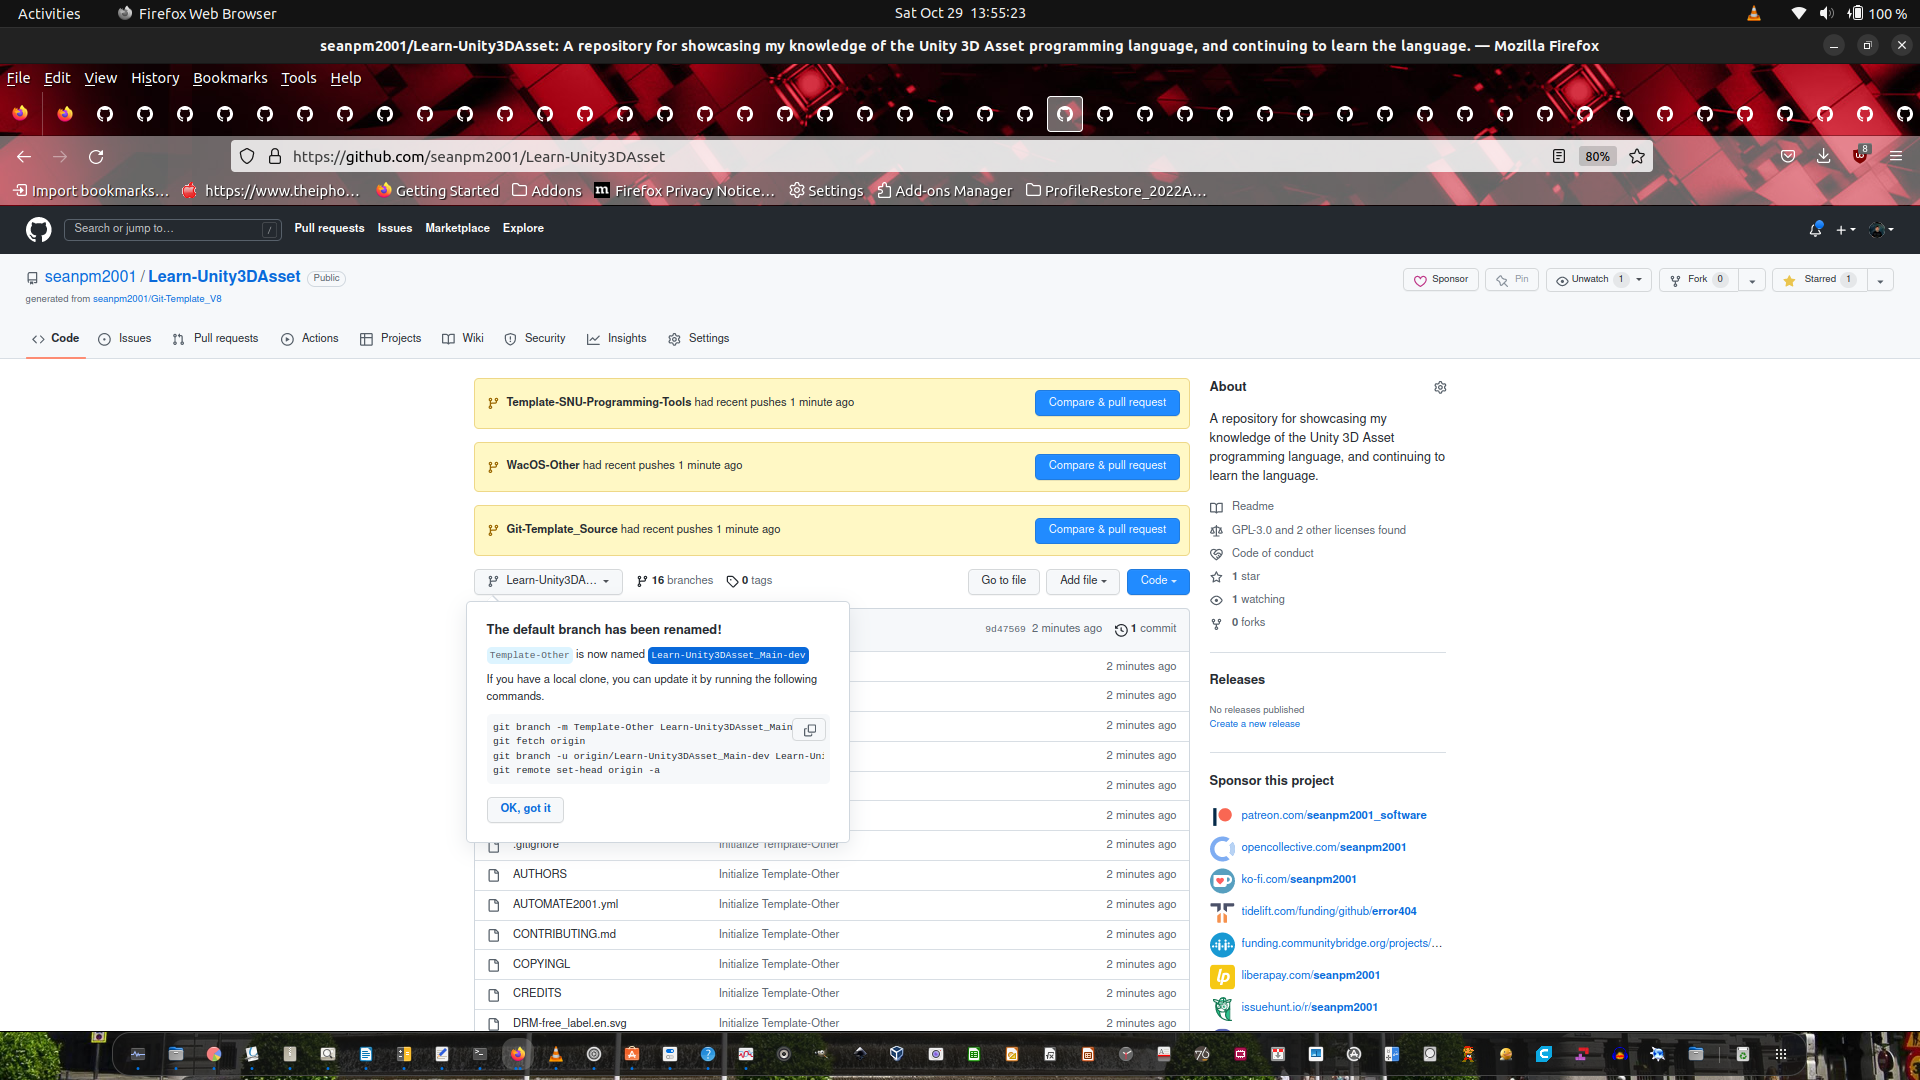 Activities
Firefox Web Browser
Sat Oct 29 13:55:23
100 %
seanpm2001/Learn-Unity3DAsset: A repository for showcasing my knowledge of the Unity 3D Asset programming language, and continuing to learn the language. — Mozilla Firefox
File Edit View History Bookmarks Tools Help
https://github.com/seanpm2001/Learn-Unity3DAsset
80%
8
Import bookmarks… https://www.theipho… Getting Started Addons Firefox Privacy Notice… Settings Add-ons Manager ProfileRestore_2022A…
Search or jump to… /
Pull requests Issues Marketplace Explore
seanpm2001 / Learn-Unity3DAsset Public
generated from seanpm2001/Git-Template_V8
Sponsor Pin Unwatch 1 Fork 0 Starred 1
Code Issues Pull requests Actions Projects Wiki Security Insights Settings
Template-SNU-Programming-Tools had recent pushes 1 minute ago
Compare & pull request
WacOS-Other had recent pushes 1 minute ago
Compare & pull request
Git-Template_Source had recent pushes 1 minute ago
Compare & pull request
Learn-Unity3DA… 16 branches 0 tags
Go to file Add file Code
The default branch has been renamed!
Template-Other is now named Learn-Unity3DAsset_Main-dev
If you have a local clone, you can update it by running the following
commands.
git branch -m Template-Other Learn-Unity3DAsset_Main
git fetch origin
git branch -u origin/Learn-Unity3DAsset_Main-dev Learn-Uni
git remote set-head origin -a
OK, got it
9d47569 2 minutes ago 1 commit
2 minutes ago
2 minutes ago
2 minutes ago
2 minutes ago
2 minutes ago
2 minutes ago
.gitignore Initialize Template-Other 2 minutes ago
AUTHORS Initialize Template-Other 2 minutes ago
AUTOMATE2001.yml Initialize Template-Other 2 minutes ago
CONTRIBUTING.md Initialize Template-Other 2 minutes ago
COPYINGL Initialize Template-Other 2 minutes ago
CREDITS Initialize Template-Other 2 minutes ago
DRM-free_label.en.svg Initialize Template-Other 2 minutes ago
About
A repository for showcasing my
knowledge of the Unity 3D Asset
programming language, and continuing to
learn the language.
Readme
GPL-3.0 and 2 other licenses found
Code of conduct
1 star
1 watching
0 forks
Releases
No releases published
Create a new release
Sponsor this project
patreon.com/seanpm2001_software
opencollective.com/seanpm2001
ko-fi.com/seanpm2001
tidelift.com/funding/github/error404
funding.communitybridge.org/projects/…
liberapay.com/seanpm2001
issuehunt.io/r/seanpm2001